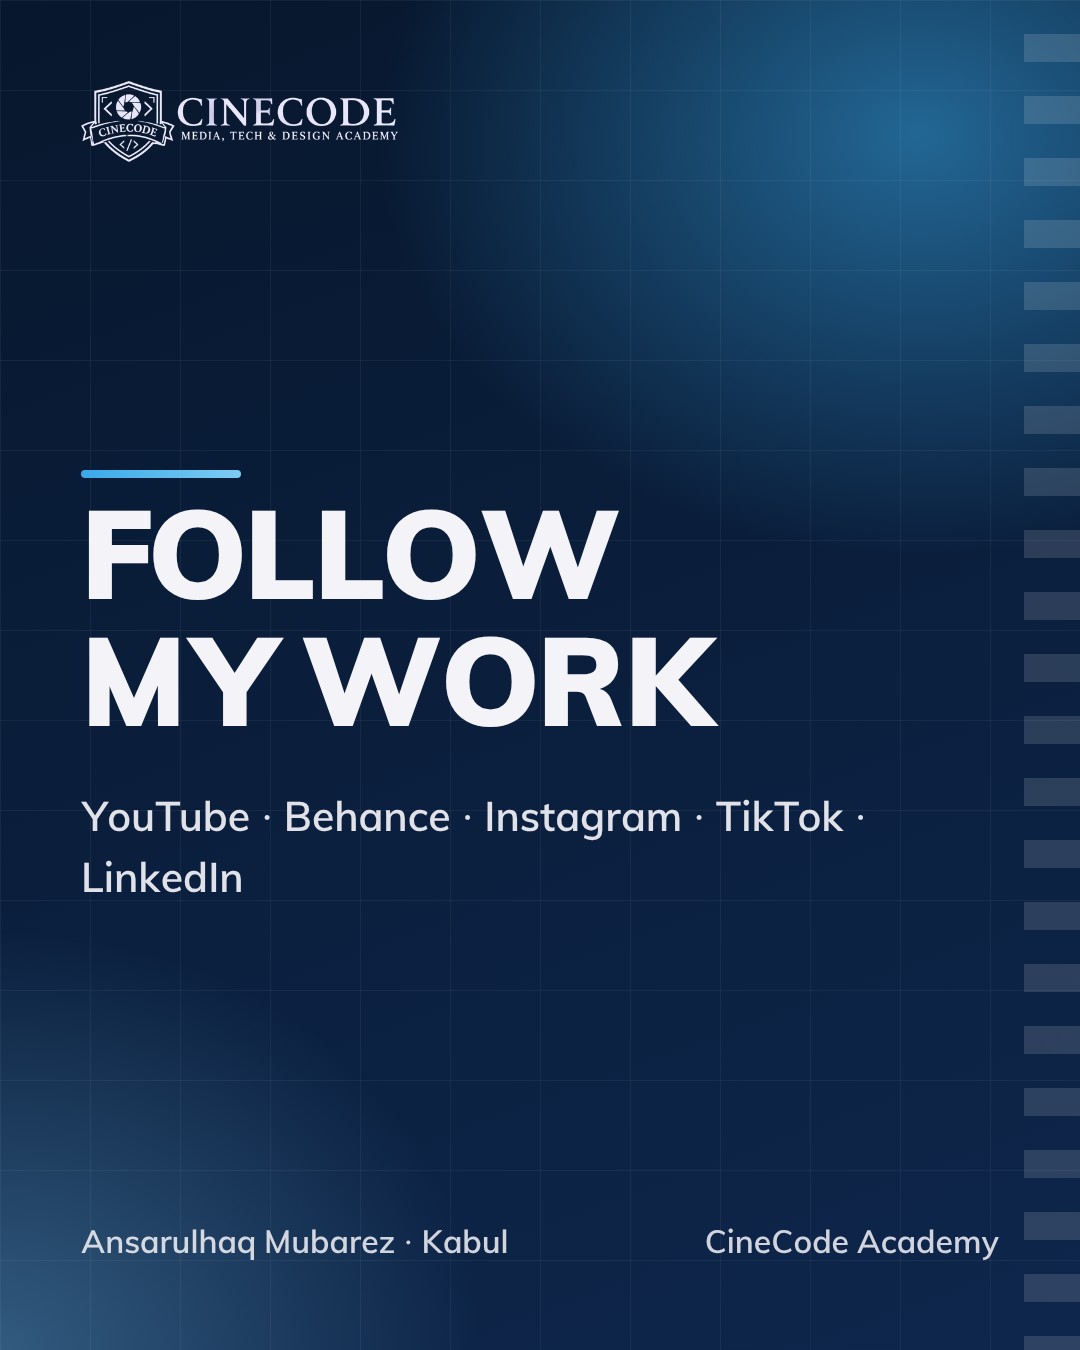 CINECODE
CINECODE
MEDIA, TECH & DESIGN ACADEMY
</>
FOLLOW
MY WORK
YouTube · Behance · Instagram · TikTok ·
LinkedIn
Ansarulhaq Mubarez · Kabul
CineCode Academy